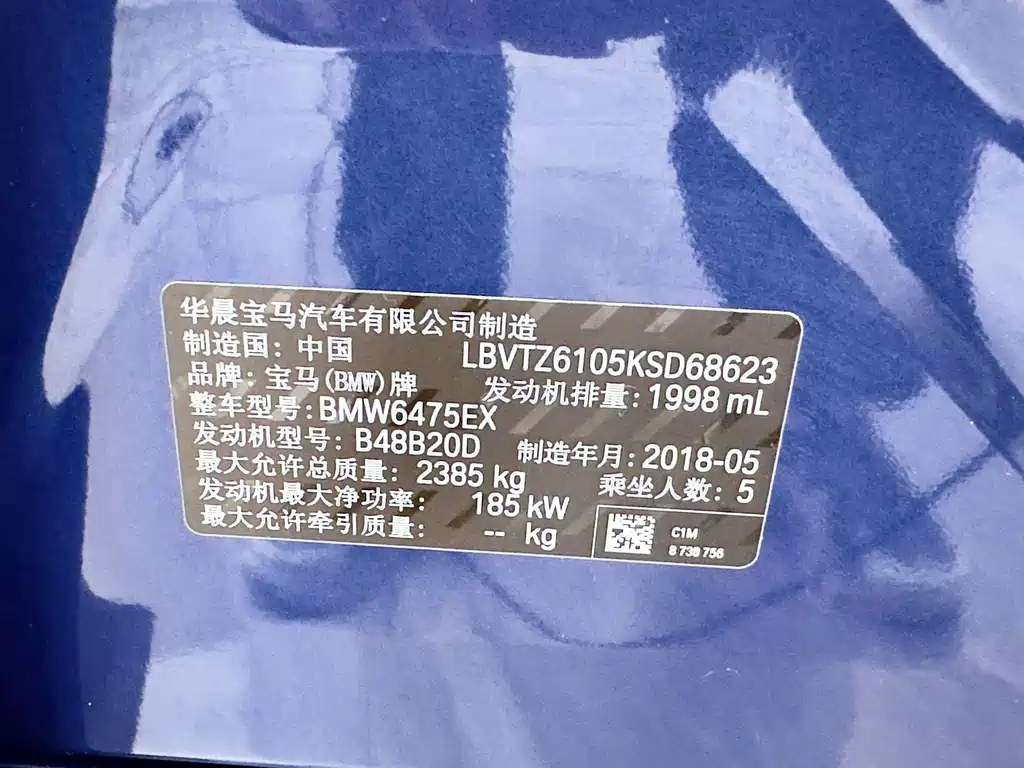 华晨宝马汽车有限公司制造
制造国: 中国 LBVTZ6105KSD68623
品牌: 宝马(BMW)牌 发动机排量: 1998 mL
整车型号: BMW6475EX
发动机型号: B48B20D 制造年月: 2018-05
最大允许总质量: 2385 kg 乘坐人数: 5
发动机最大净功率: 185 kW
最大允许牵引质量: -- kg
C1M
8 738 756